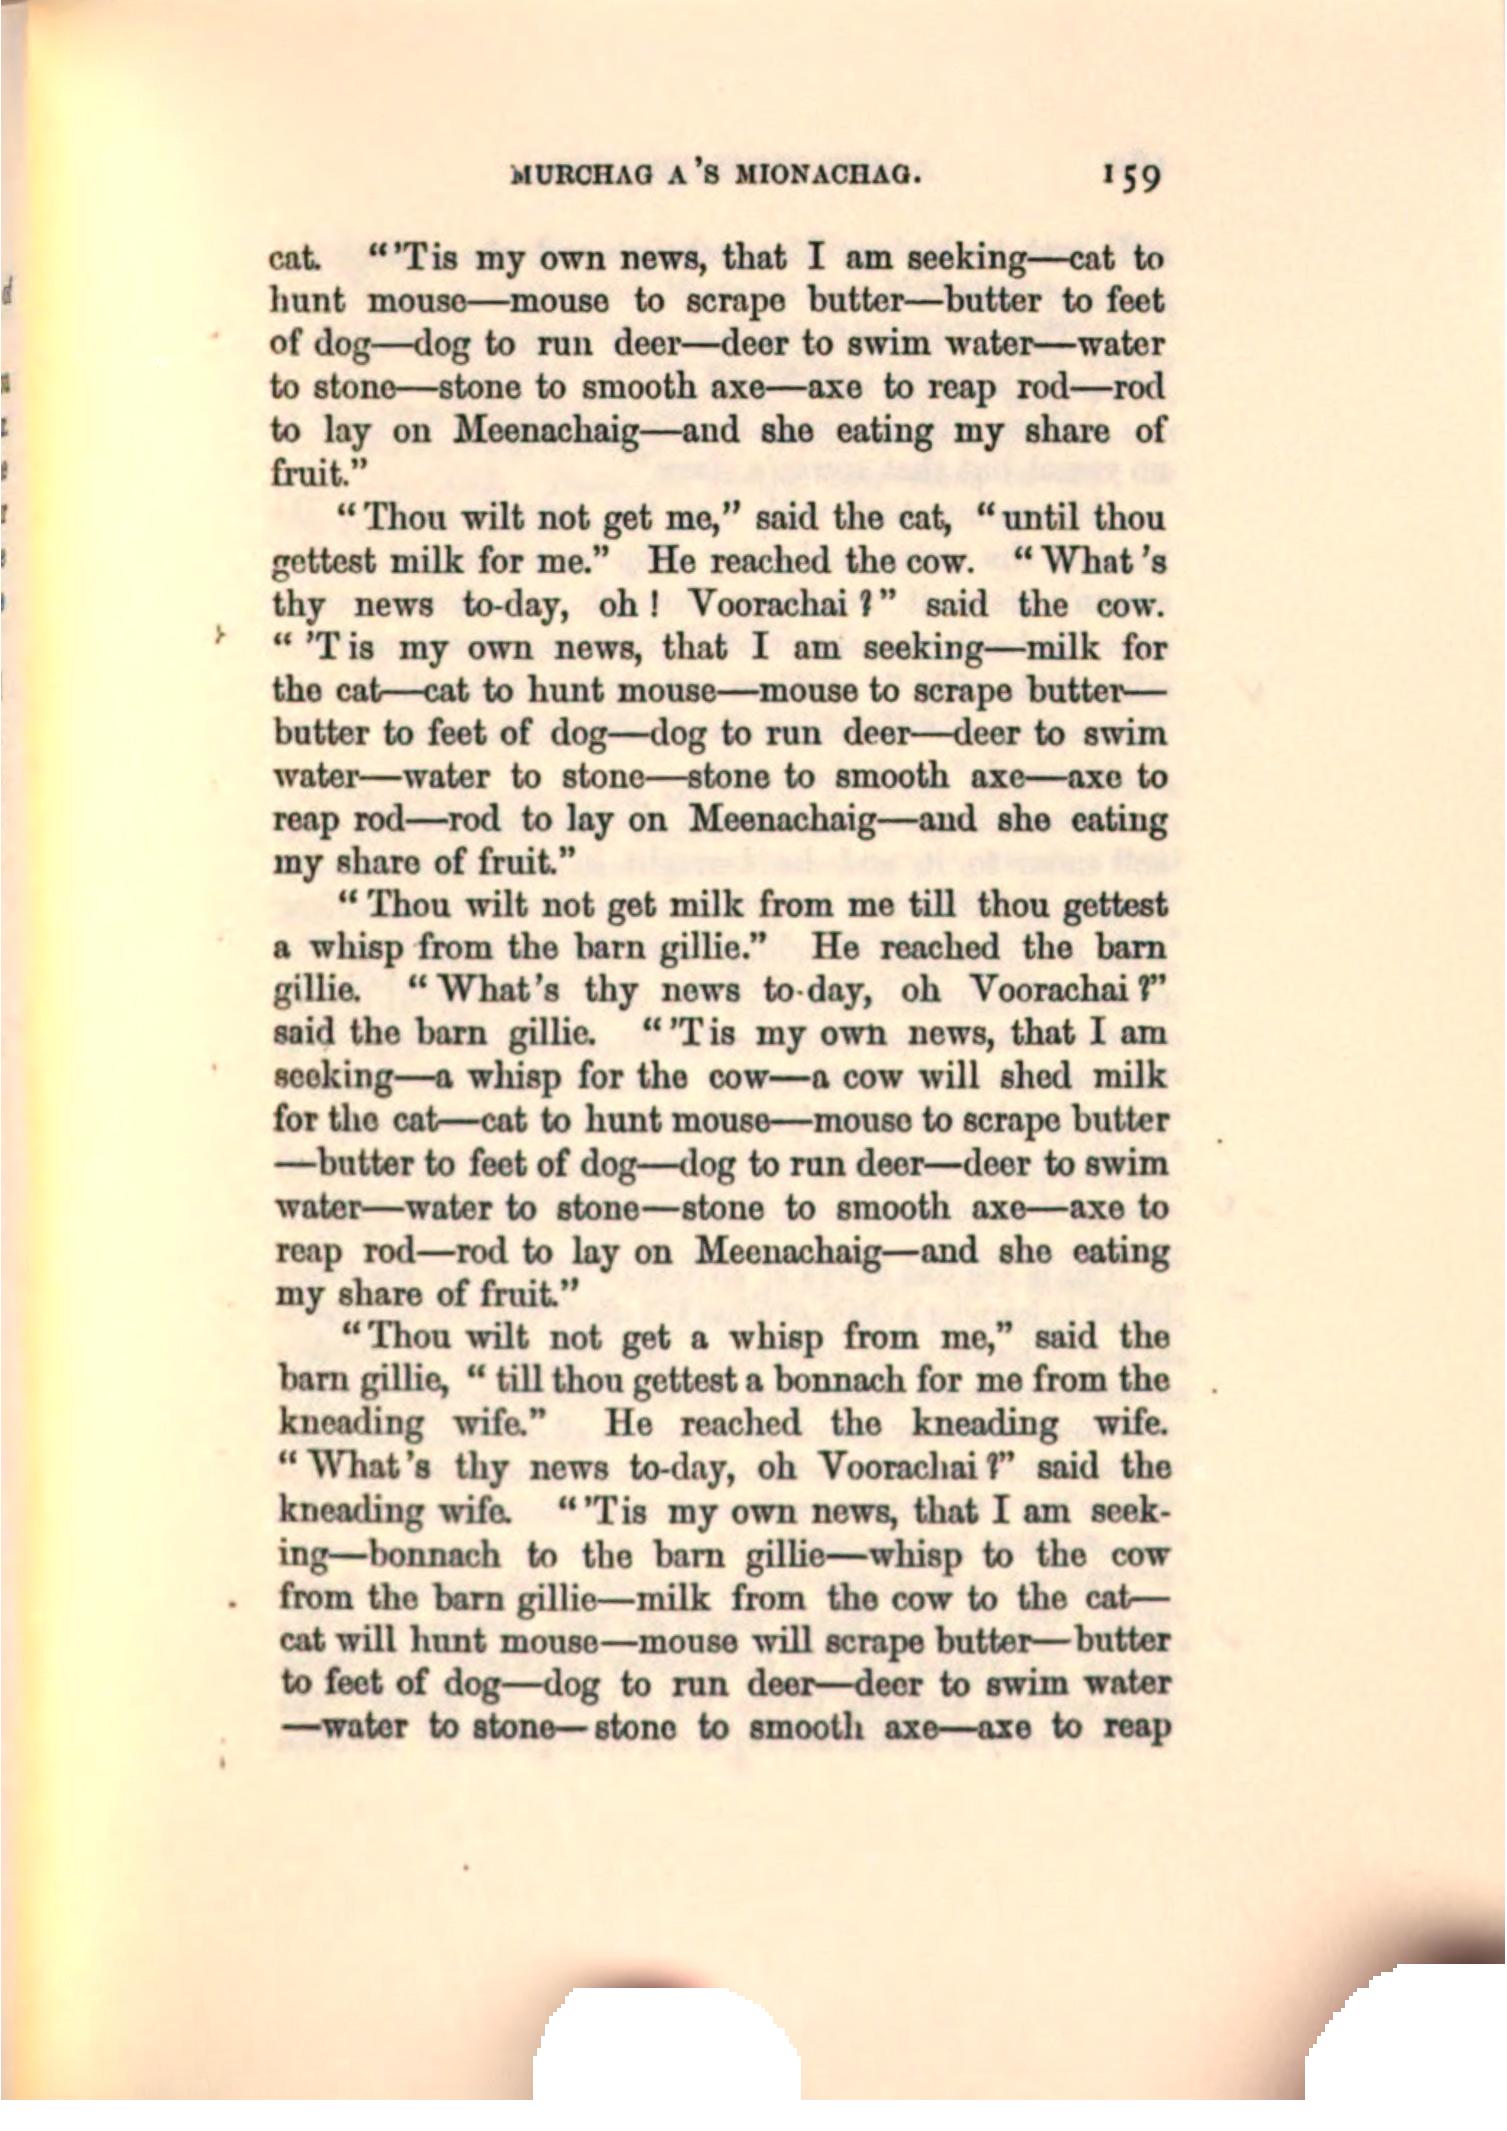 MURCHAG A'S MIONACHAG. 159
cat. "'Tis my own news, that I am seeking—cat to
hunt mouse—mouse to scrape butter—butter to feet
of dog—dog to run deer—deer to swim water—water
to stone—stone to smooth axe—axe to reap rod—rod
to lay on Meenachaig—and she eating my share of
fruit."
"Thou wilt not get me," said the cat, "until thou
gettest milk for me." He reached the cow. "What's
thy news to-day, oh! Voorachai?" said the cow.
"'Tis my own news, that I am seeking—milk for
the cat—cat to hunt mouse—mouse to scrape butter—
butter to feet of dog—dog to run deer—deer to swim
water—water to stone—stone to smooth axe—axe to
reap rod—rod to lay on Meenachaig—and she eating
my share of fruit."
"Thou wilt not get milk from me till thou gettest
a whisp from the barn gillie." He reached the barn
gillie. "What's thy news to-day, oh Voorachai?"
said the barn gillie. "'Tis my own news, that I am
seeking—a whisp for the cow—a cow will shed milk
for the cat—cat to hunt mouse—mouse to scrape butter
—butter to feet of dog—dog to run deer—deer to swim
water—water to stone—stone to smooth axe—axe to
reap rod—rod to lay on Meenachaig—and she eating
my share of fruit."
"Thou wilt not get a whisp from me," said the
barn gillie, "till thou gettest a bonnach for me from the
kneading wife." He reached the kneading wife.
"What's thy news to-day, oh Voorachai?" said the
kneading wife. "'Tis my own news, that I am seek-
ing—bonnach to the barn gillie—whisp to the cow
from the barn gillie—milk from the cow to the cat—
cat will hunt mouse—mouse will scrape butter—butter
to feet of dog—dog to run deer—deer to swim water
—water to stone—stone to smooth axe—axe to reap